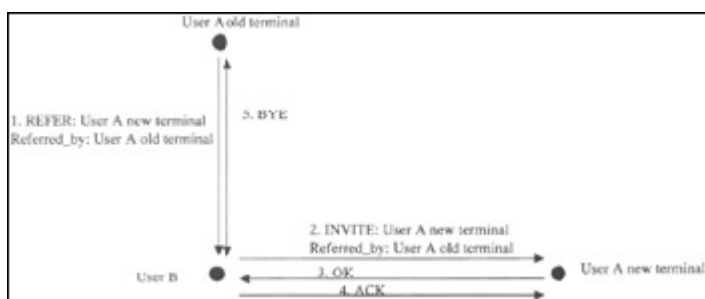 User A old terminal
1. REFER: User A new terminal
Referred_by: User A old terminal
5. BYE
2. INVITE: User A new terminal
Referred_by: User A old terminal
User B
3. OK
User A new terminal
4. ACK